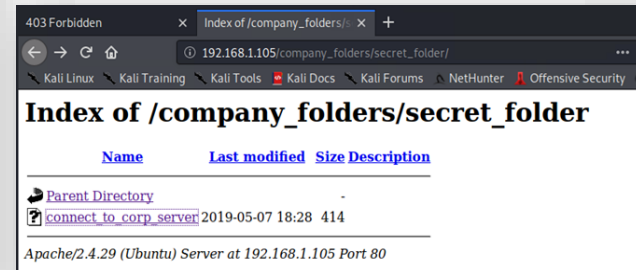 403 Forbidden × Index of /company_folders/s × +
192.168.1.105/company_folders/secret_folder/ ...
Kali Linux Kali Training Kali Tools Kali Docs Kali Forums NetHunter Offensive Security
Index of /company_folders/secret_folder
Name Last modified Size Description
Parent Directory -
connect_to_corp_server 2019-05-07 18:28 414
Apache/2.4.29 (Ubuntu) Server at 192.168.1.105 Port 80